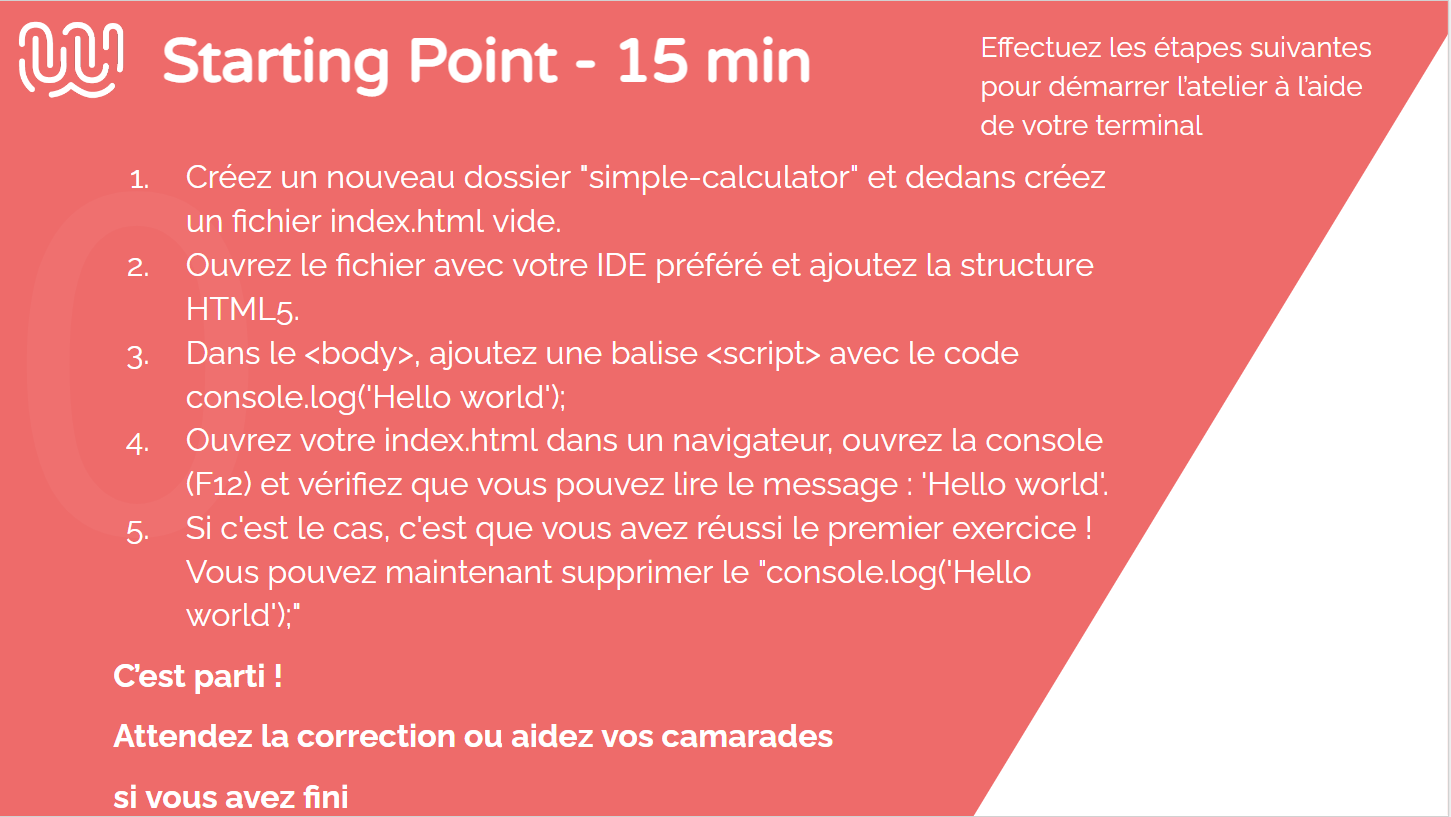 Starting Point - 15 min
Effectuez les étapes suivantes
pour démarrer l’atelier à l’aide
de votre terminal
0
1. Créez un nouveau dossier "simple-calculator" et dedans créez
un fichier index.html vide.
2. Ouvrez le fichier avec votre IDE préféré et ajoutez la structure
HTML5.
3. Dans le <body>, ajoutez une balise <script> avec le code
console.log('Hello world');
4. Ouvrez votre index.html dans un navigateur, ouvrez la console
(F12) et vérifiez que vous pouvez lire le message : 'Hello world'.
5. Si c'est le cas, c'est que vous avez réussi le premier exercice !
Vous pouvez maintenant supprimer le "console.log('Hello
world');"
C’est parti !
Attendez la correction ou aidez vos camarades
si vous avez fini